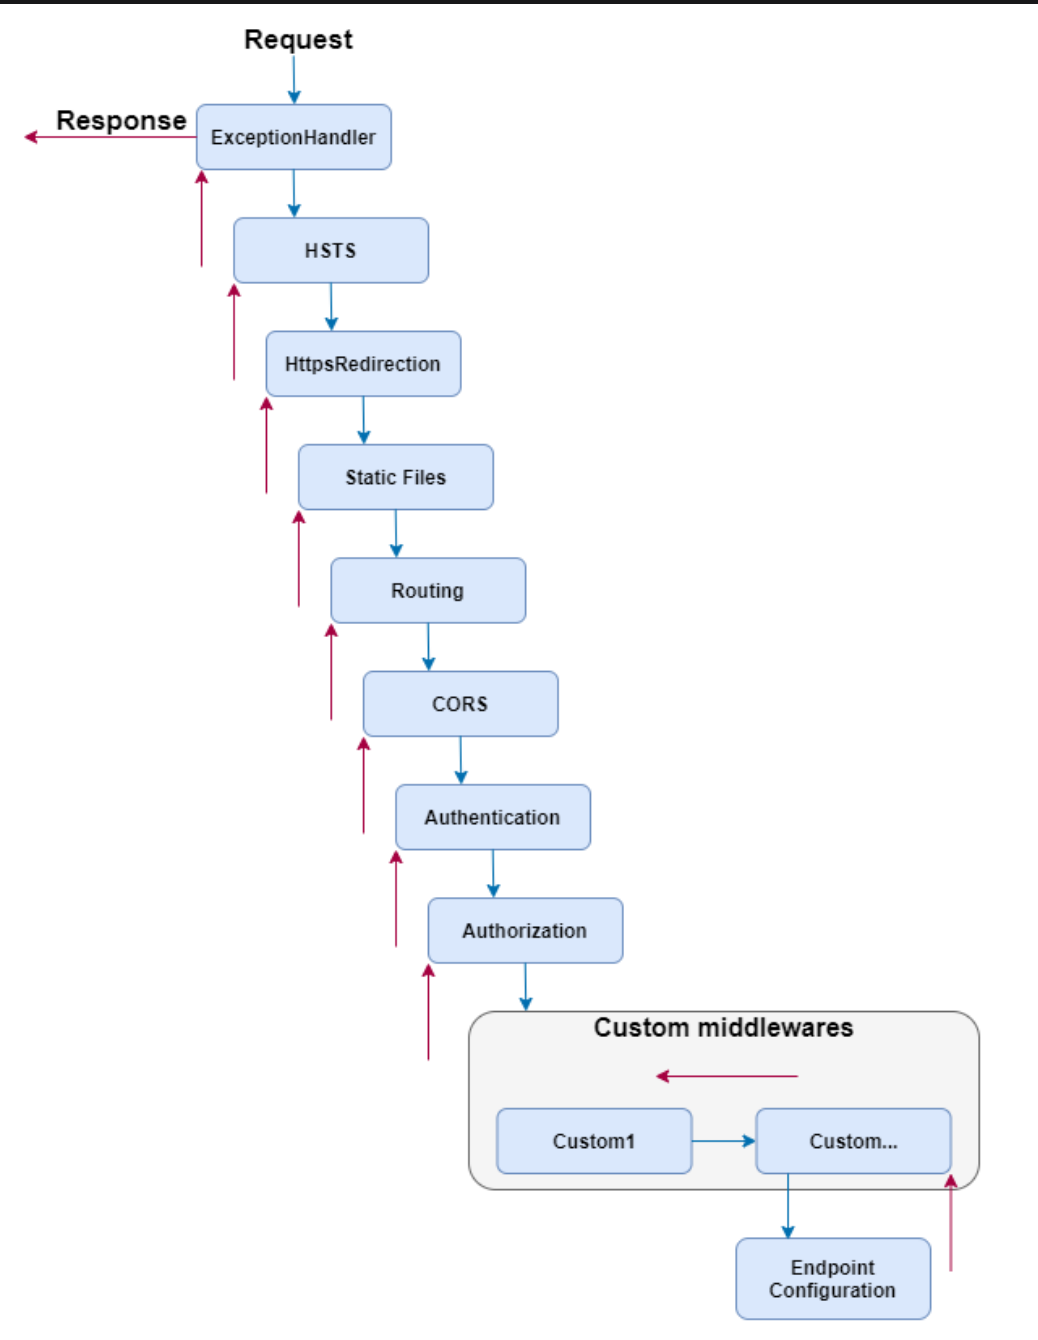 Request
Response
ExceptionHandler
HSTS
HttpsRedirection
Static Files
Routing
CORS
Authentication
Authorization
Custom middlewares
Custom1
Custom...
Endpoint
Configuration